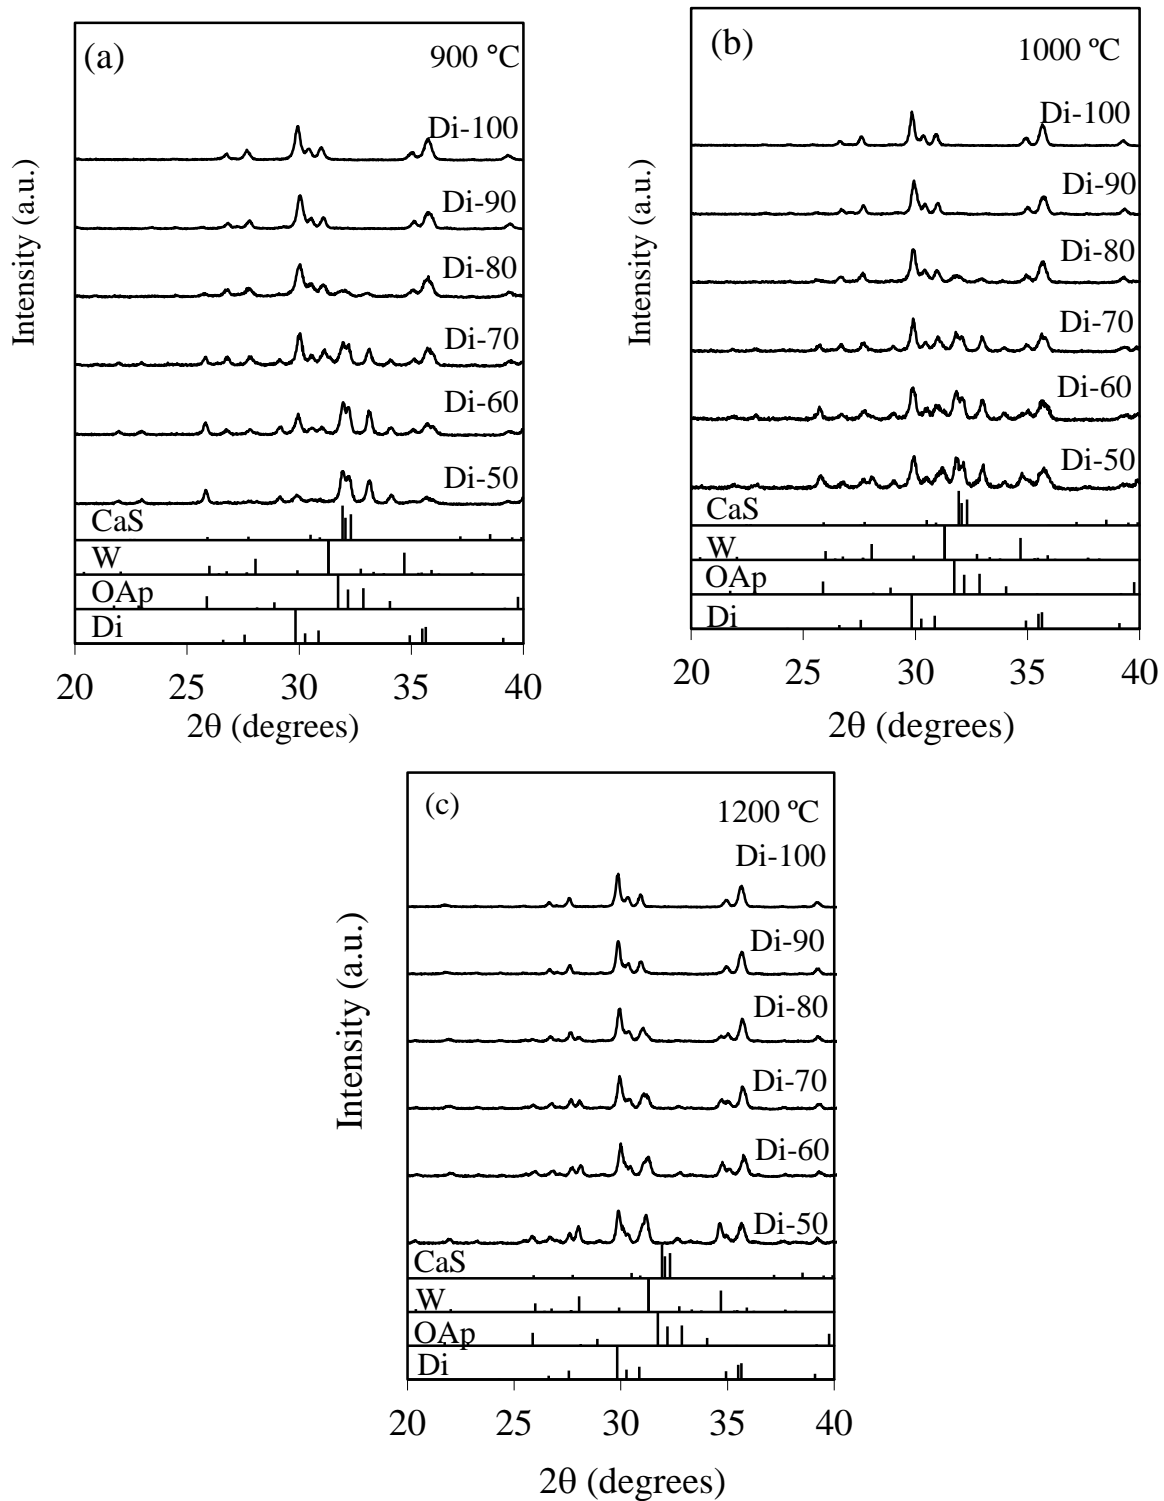 (a)
900 °C
Intensity (a.u.)
Di-100
Di-90
Di-80
Di-70
Di-60
Di-50
CaS
W
OAp
Di
20 25 30 35 40
2θ (degrees)
(b)
1000 ºC
Intensity (a.u.)
Di-100
Di-90
Di-80
Di-70
Di-60
Di-50
CaS
W
OAp
Di
20 25 30 35 40
2θ (degrees)
(c)
1200 ºC
Intensity (a.u.)
Di-100
Di-90
Di-80
Di-70
Di-60
Di-50
CaS
W
OAp
Di
20 25 30 35 40
2θ (degrees)